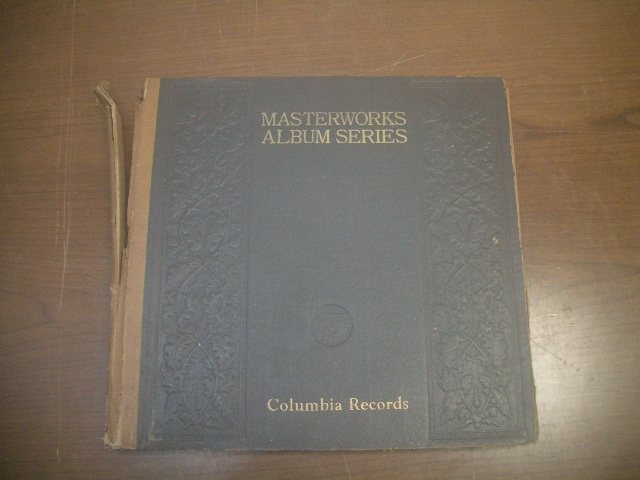 MASTERWORKS
ALBUM SERIES
Columbia Records